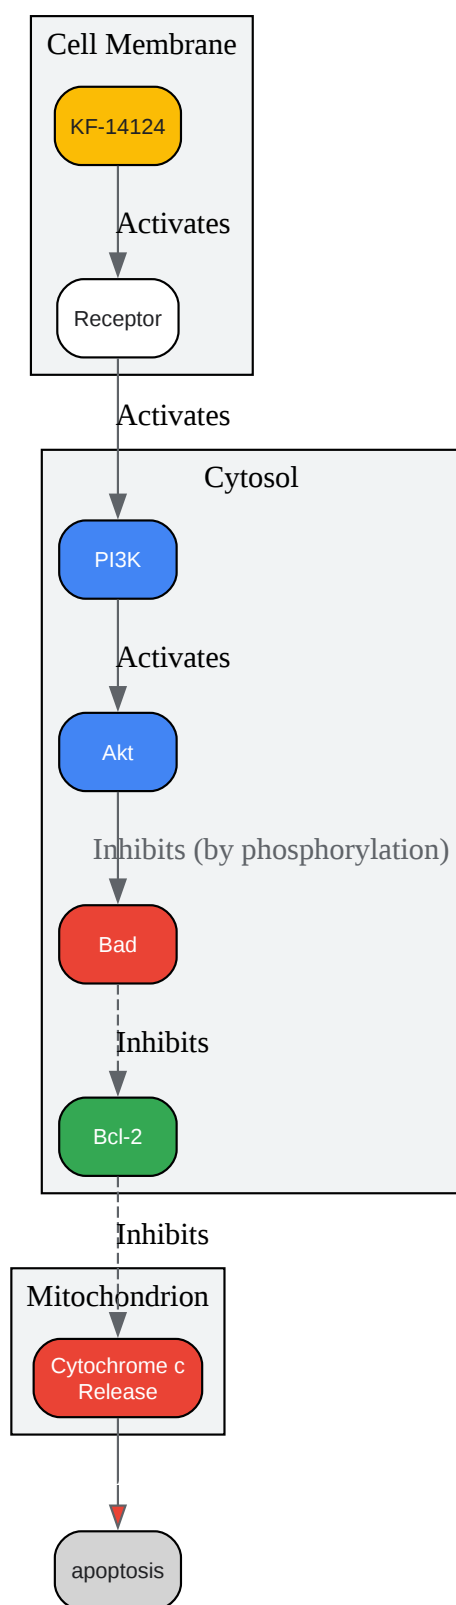 Cell Membrane
KF-14124
Activates
Receptor
Activates
Cytosol
PI3K
Activates
Akt
Inhibits (by phosphorylation)
Bad
Inhibits
Bcl-2
Inhibits
Mitochondrion
Cytochrome c
Release
apoptosis